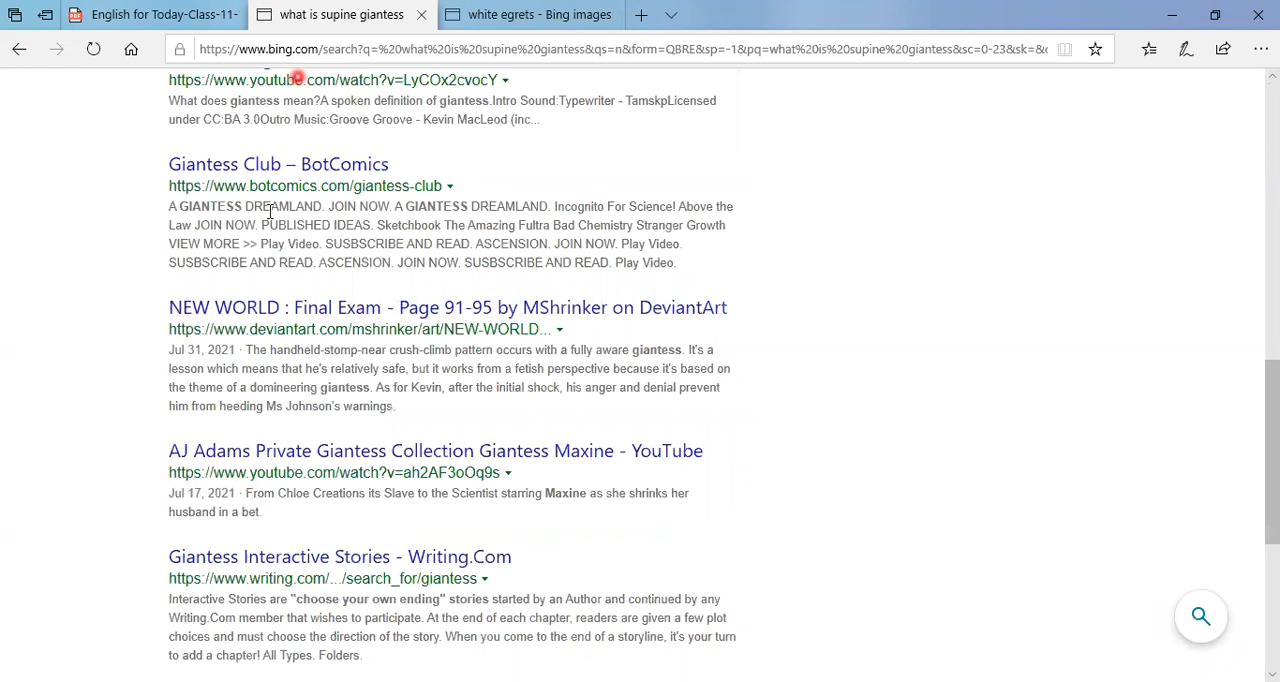 English for Today-Class-11-
what is supine giantess
white egrets - Bing images
https://www.bing.com/search?q=%20what%20is%20supine%20giantess&qs=n&form=QBRE&sp=-1&pq=what%20is%20supine%20giantess&sc=0-23&sk=&c
https://www.youtube.com/watch?v=LyCOx2cvocY
What does giantess mean?A spoken definition of giantess.Intro Sound:Typewriter - TamskpLicensed
under CC:BA 3.0Outro Music:Groove Groove - Kevin MacLeod (inc...
Giantess Club – BotComics
https://www.botcomics.com/giantess-club
A GIANTESS DREAMLAND. JOIN NOW. A GIANTESS DREAMLAND. Incognito For Science! Above the
Law JOIN NOW. PUBLISHED IDEAS. Sketchbook The Amazing Fultra Bad Chemistry Stranger Growth
VIEW MORE >> Play Video. SUSBSCRIBE AND READ. ASCENSION. JOIN NOW. Play Video.
SUSBSCRIBE AND READ. ASCENSION. JOIN NOW. SUSBSCRIBE AND READ. Play Video.
NEW WORLD : Final Exam - Page 91-95 by MShrinker on DeviantArt
https://www.deviantart.com/mshrinker/art/NEW-WORLD...
Jul 31, 2021 · The handheld-stomp-near crush-climb pattern occurs with a fully aware giantess. It's a
lesson which means that he's relatively safe, but it works from a fetish perspective because it's based on
the theme of a domineering giantess. As for Kevin, after the initial shock, his anger and denial prevent
him from heeding Ms Johnson's warnings.
AJ Adams Private Giantess Collection Giantess Maxine - YouTube
https://www.youtube.com/watch?v=ah2AF3oOq9s
Jul 17, 2021 · From Chloe Creations its Slave to the Scientist starring Maxine as she shrinks her
husband in a bet.
Giantess Interactive Stories - Writing.Com
https://www.writing.com/.../search_for/giantess
Interactive Stories are "choose your own ending" stories started by an Author and continued by any
Writing.Com member that wishes to participate. At the end of each chapter, readers are given a few plot
choices and must choose the direction of the story. When you come to the end of a storyline, it's your turn
to add a chapter! All Types. Folders.